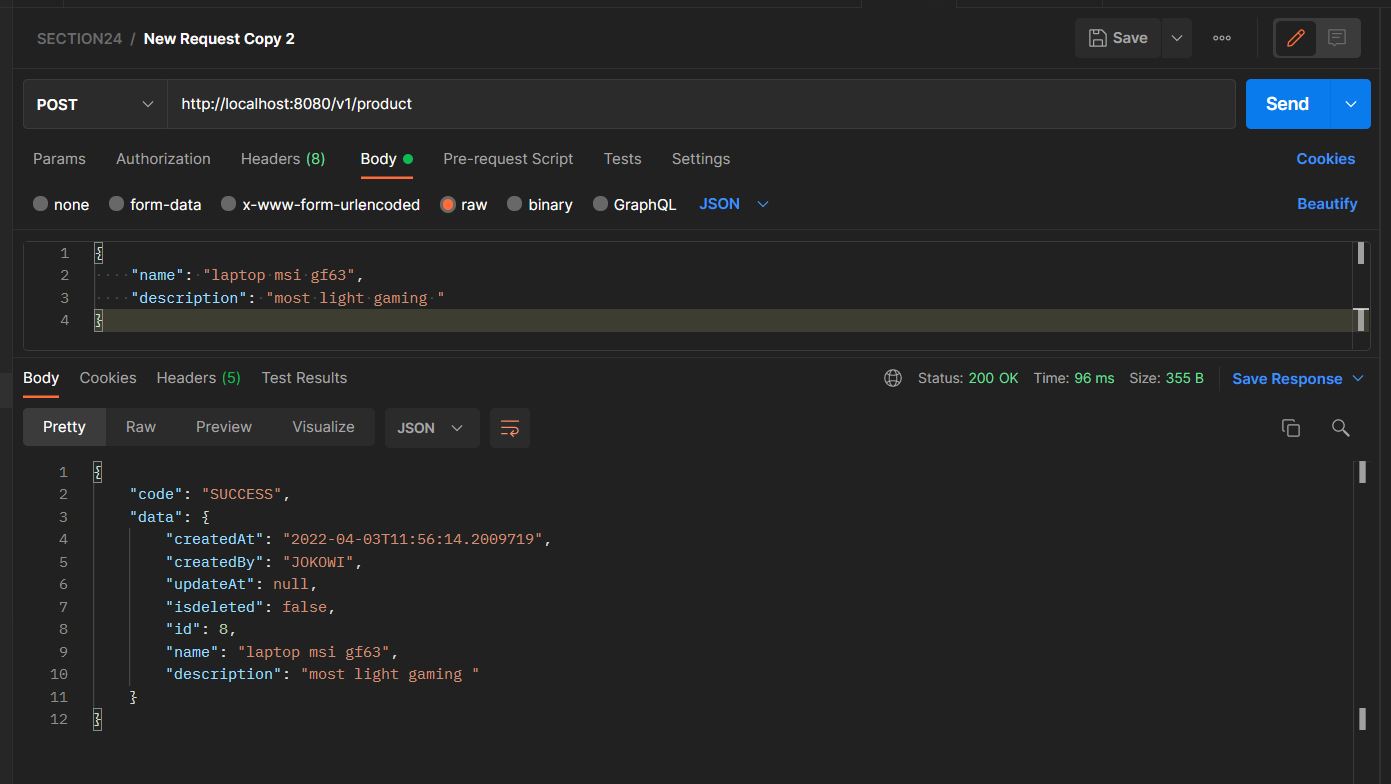 SECTION24 / New Request Copy 2 Save
POST http://localhost:8080/v1/product Send
Params Authorization Headers (8) Body Pre-request Script Tests Settings Cookies
none form-data x-www-form-urlencoded raw binary GraphQL JSON Beautify
1 {
2 ····"name":·"laptop·msi·gf63",
3 ····"description":·"most·light·gaming·"
4 }
Body Cookies Headers (5) Test Results Status: 200 OK Time: 96 ms Size: 355 B Save Response
Pretty Raw Preview Visualize JSON
1 {
2 "code": "SUCCESS",
3 "data": {
4 "createdAt": "2022-04-03T11:56:14.2009719",
5 "createdBy": "JOKOWI",
6 "updateAt": null,
7 "isdeleted": false,
8 "id": 8,
9 "name": "laptop msi gf63",
10 "description": "most light gaming "
11 }
12 }